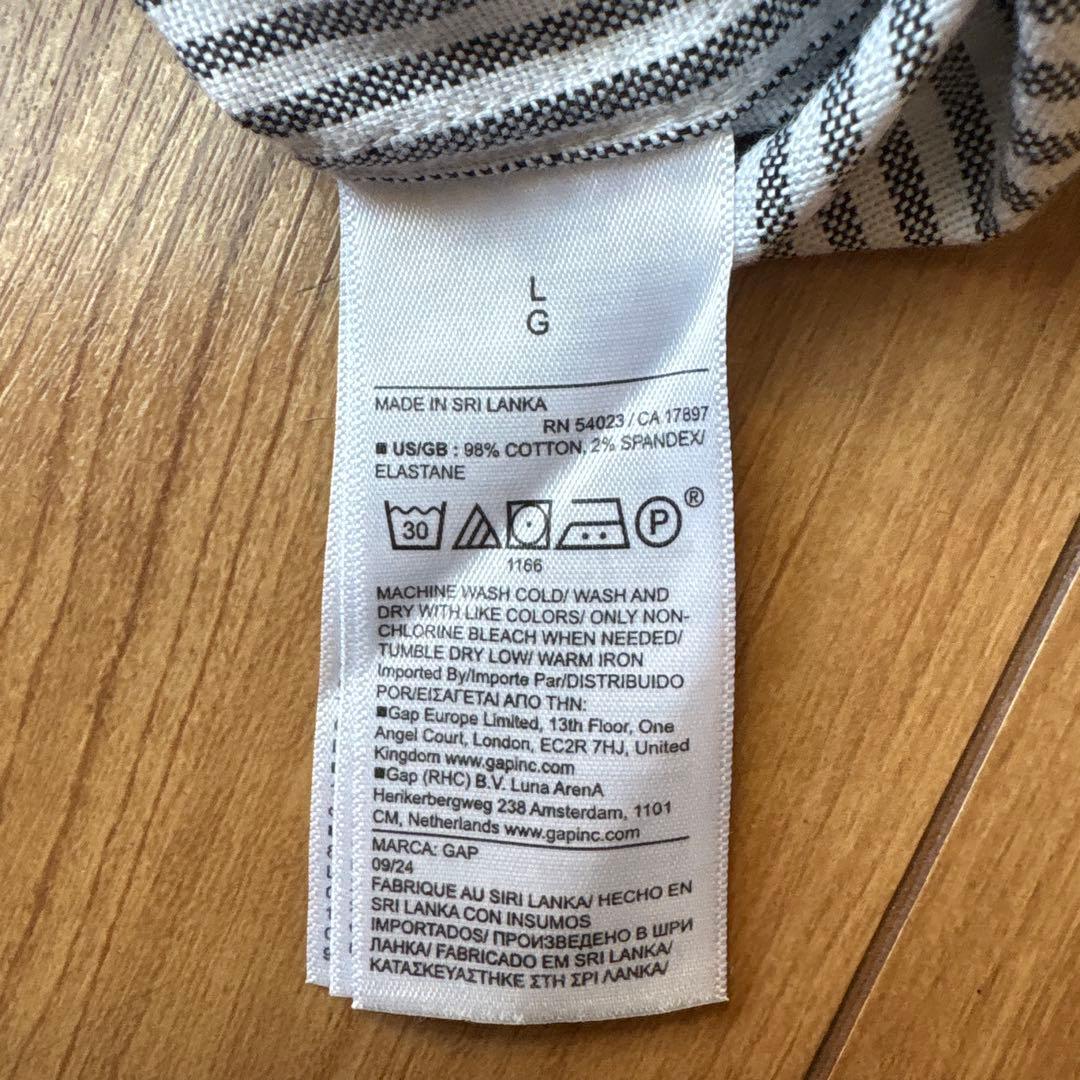 L
G
MADE IN SRI LANKA
RN 54023 / CA 17897
■ US/GB : 98% COTTON, 2% SPANDEX/
ELASTANE
30 P ®
1166
MACHINE WASH COLD/ WASH AND
DRY WITH LIKE COLORS/ ONLY NON-
CHLORINE BLEACH WHEN NEEDED/
TUMBLE DRY LOW/ WARM IRON
Imported By/Importe Par/DISTRIBUIDO
POR/ΕΙΣΑΓΕΤΑΙ ΑΠΟ ΤΗΝ:
■Gap Europe Limited, 13th Floor, One
Angel Court, London, EC2R 7HJ, United
Kingdom www.gapinc.com
■Gap (RHC) B.V. Luna ArenA
Herikerbergweg 238 Amsterdam, 1101
CM, Netherlands www.gapinc.com
MARCA: GAP
09/24
FABRIQUE AU SIRI LANKA/ HECHO EN
SRI LANKA CON INSUMOS
IMPORTADOS/ ПРОИЗВЕДЕНО В ШРИ
ЛАНКА/ FABRICADO EM SRI LANKA/
ΚΑΤΑΣΚΕΥΑΣΤΗΚΕ ΣΤΗ ΣΡΙ ΛΑΝΚΑ/